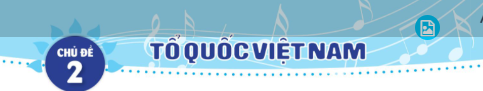 CHỦ ĐỀ
2
TỔ QUỐC VIỆT NAM